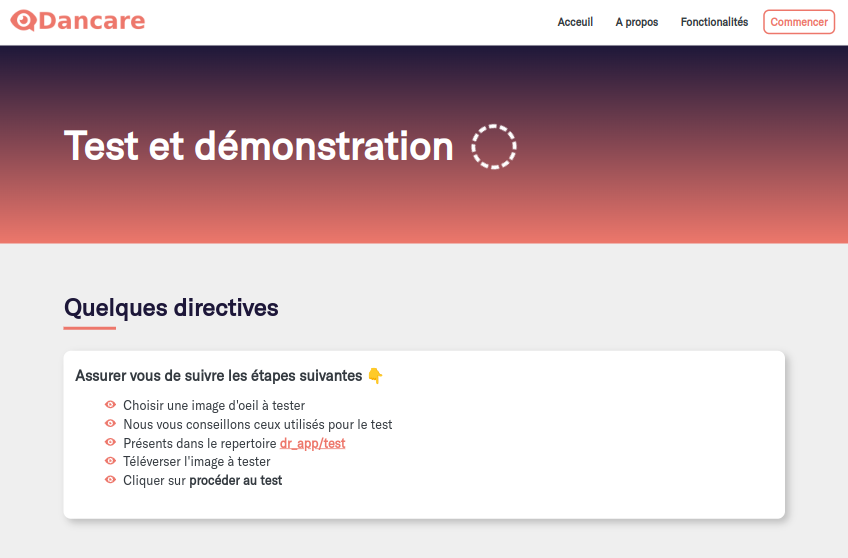 Dancare
Acceuil A propos Fonctionalités Commencer
Test et démonstration
Quelques directives
Assurer vous de suivre les étapes suivantes 👇
Choisir une image d'oeil à tester
Nous vous conseillons ceux utilisés pour le test
Présents dans le repertoire dr_app/test
Téléverser l'image à tester
Cliquer sur procéder au test